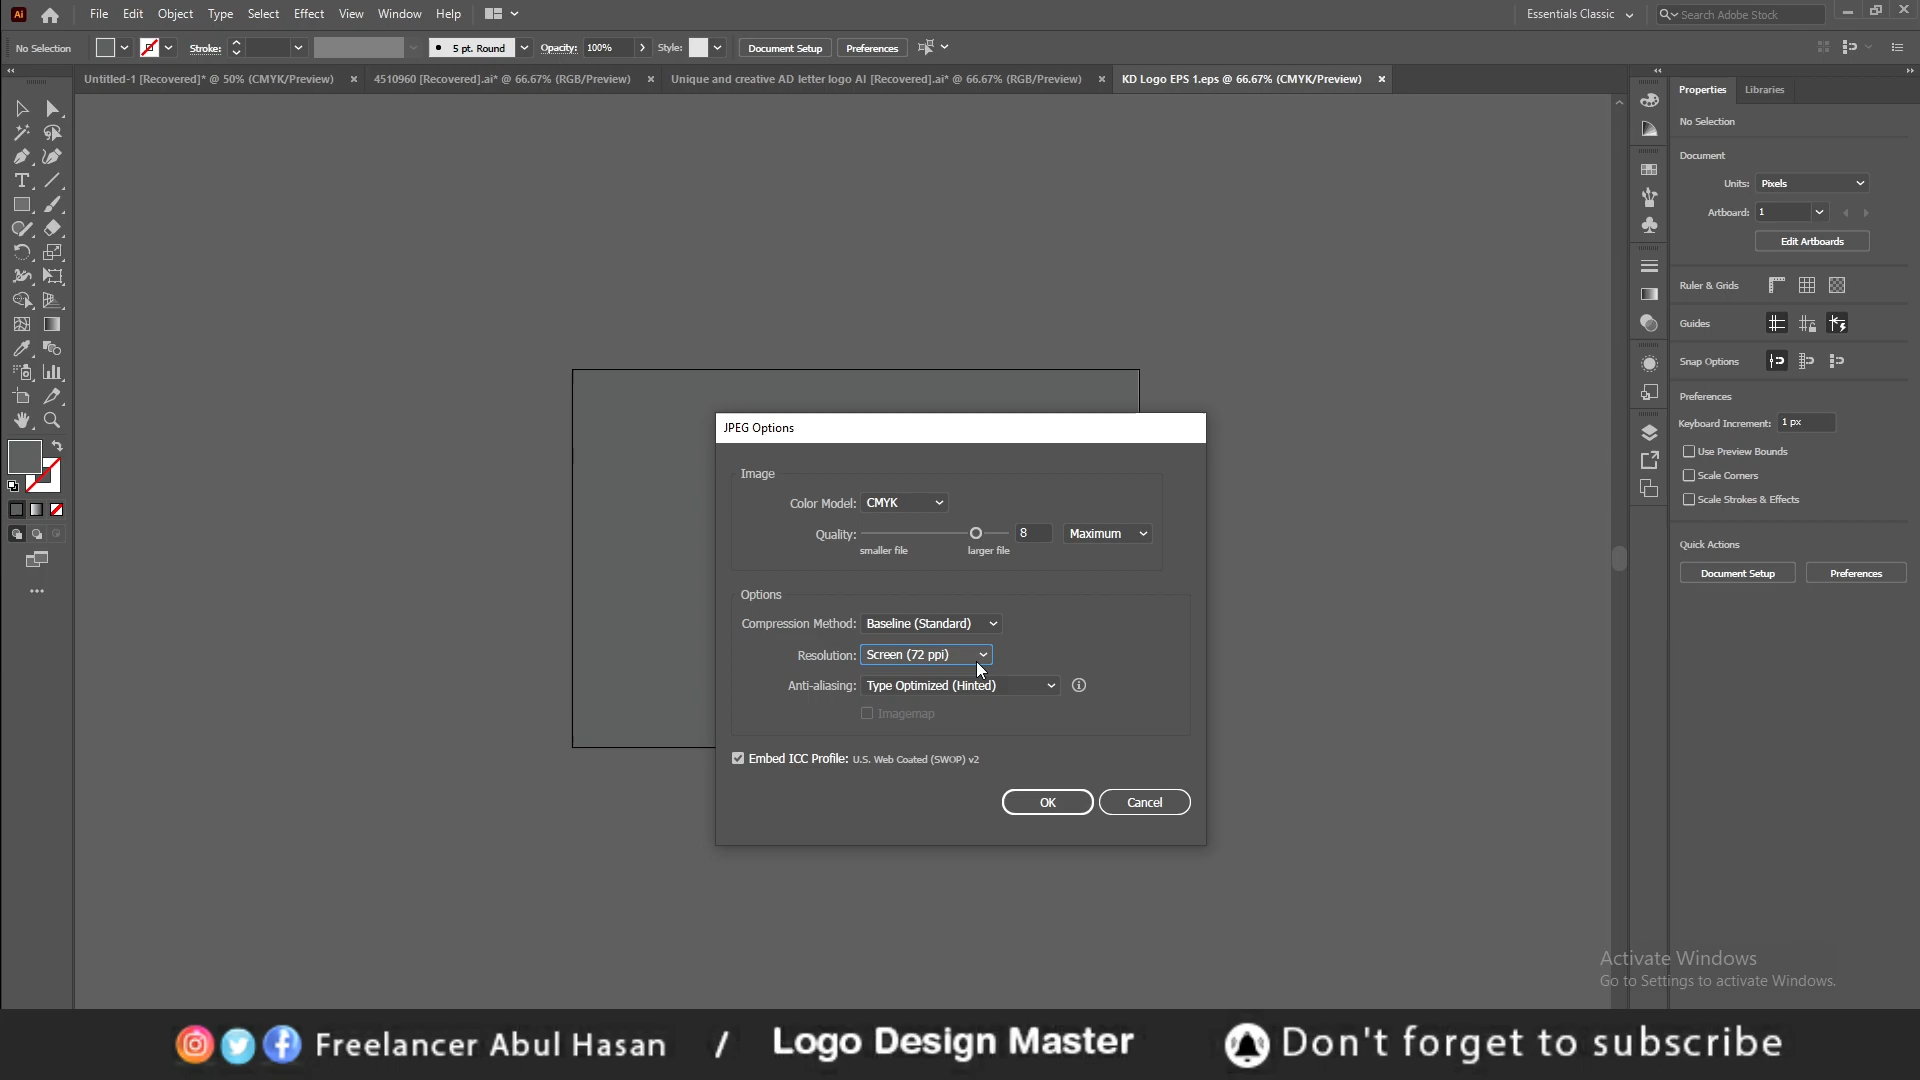 Ai File Edit Object Type Select Effect View Window Help Essentials Classic Search Adobe Stock
No Selection Stroke: 5 pt. Round Opacity: 100% Style: Document Setup Preferences
Untitled-1 [Recovered]* @ 50% (CMYK/Preview) 4510960 [Recovered].ai* @ 66.67% (RGB/Preview) Unique and creative AD letter logo AI [Recovered].ai* @ 66.67% (RGB/Preview) KD Logo EPS 1.eps @ 66.67% (CMYK/Preview)
Properties Libraries
No Selection
Document
Units: Pixels
Artboard: 1
Edit Artboards
Ruler & Grids
Guides
Snap Options
Preferences
Keyboard Increment: 1 px
Use Preview Bounds
Scale Corners
Scale Strokes & Effects
Quick Actions
Document Setup Preferences
JPEG Options
Image
Color Model: CMYK
Quality: 8 Maximum
smaller file larger file
Options
Compression Method: Baseline (Standard)
Resolution: Screen (72 ppi)
Anti-aliasing: Type Optimized (Hinted)
Imagemap
Embed ICC Profile: U.S. Web Coated (SWOP) v2
OK Cancel
Activate Windows
Go to Settings to activate Windows.
Freelancer Abul Hasan / Logo Design Master Don't forget to subscribe